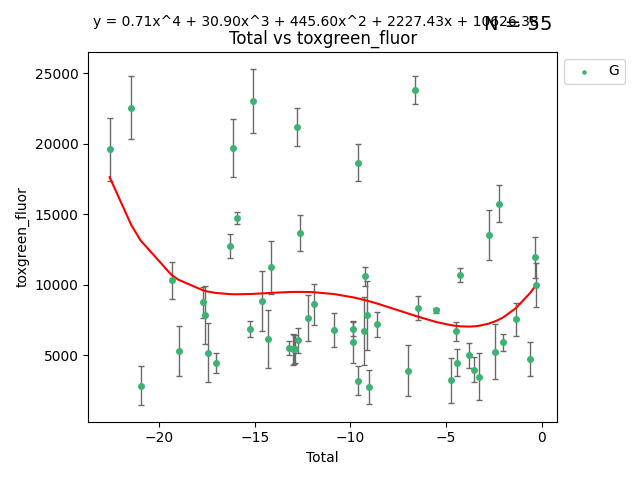 y = 0.71x^4 + 30.90x^3 + 445.60x^2 + 2227.43x + 10626.38
N = 55
Total vs toxgreen_fluor
G
25000
20000
15000
10000
5000
toxgreen_fluor
−20
−15
−10
−5
0
Total